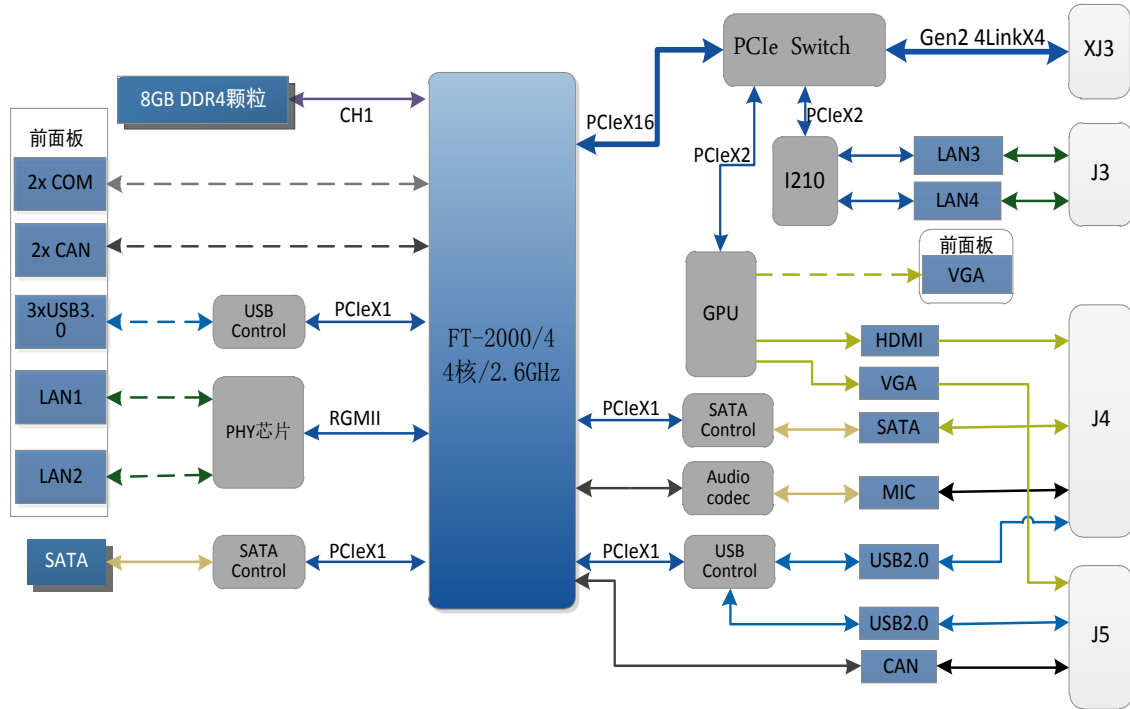 8GB DDR4颗粒
CH1
前面板
2x COM
2x CAN
3xUSB3.
0
USB
Control
PCIeX1
LAN1
LAN2
PHY芯片
RGMII
SATA
SATA
Control
PCIeX1
FT-2000/4
4核/2.6GHz
PCIeX16
PCIe Switch
Gen2 4LinkX4
XJ3
PCIeX2
PCIeX2
I210
LAN3
LAN4
J3
GPU
前面板
VGA
HDMI
VGA
PCIeX1
SATA
Control
SATA
J4
Audio
codec
MIC
PCIeX1
USB
Control
USB2.0
USB2.0
CAN
J5